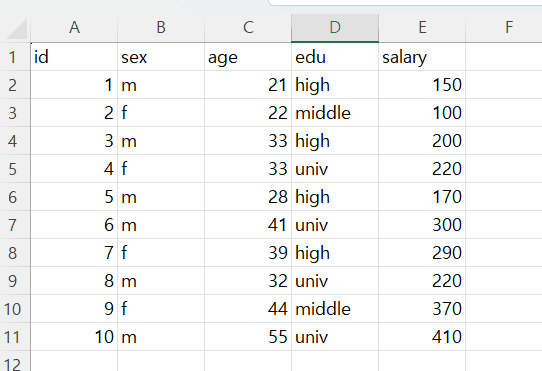 A B C D E F
1 id sex age edu salary
2 1 m 21 high 150
3 2 f 22 middle 100
4 3 m 33 high 200
5 4 f 33 univ 220
6 5 m 28 high 170
7 6 m 41 univ 300
8 7 f 39 high 290
9 8 m 32 univ 220
10 9 f 44 middle 370
11 10 m 55 univ 410
12